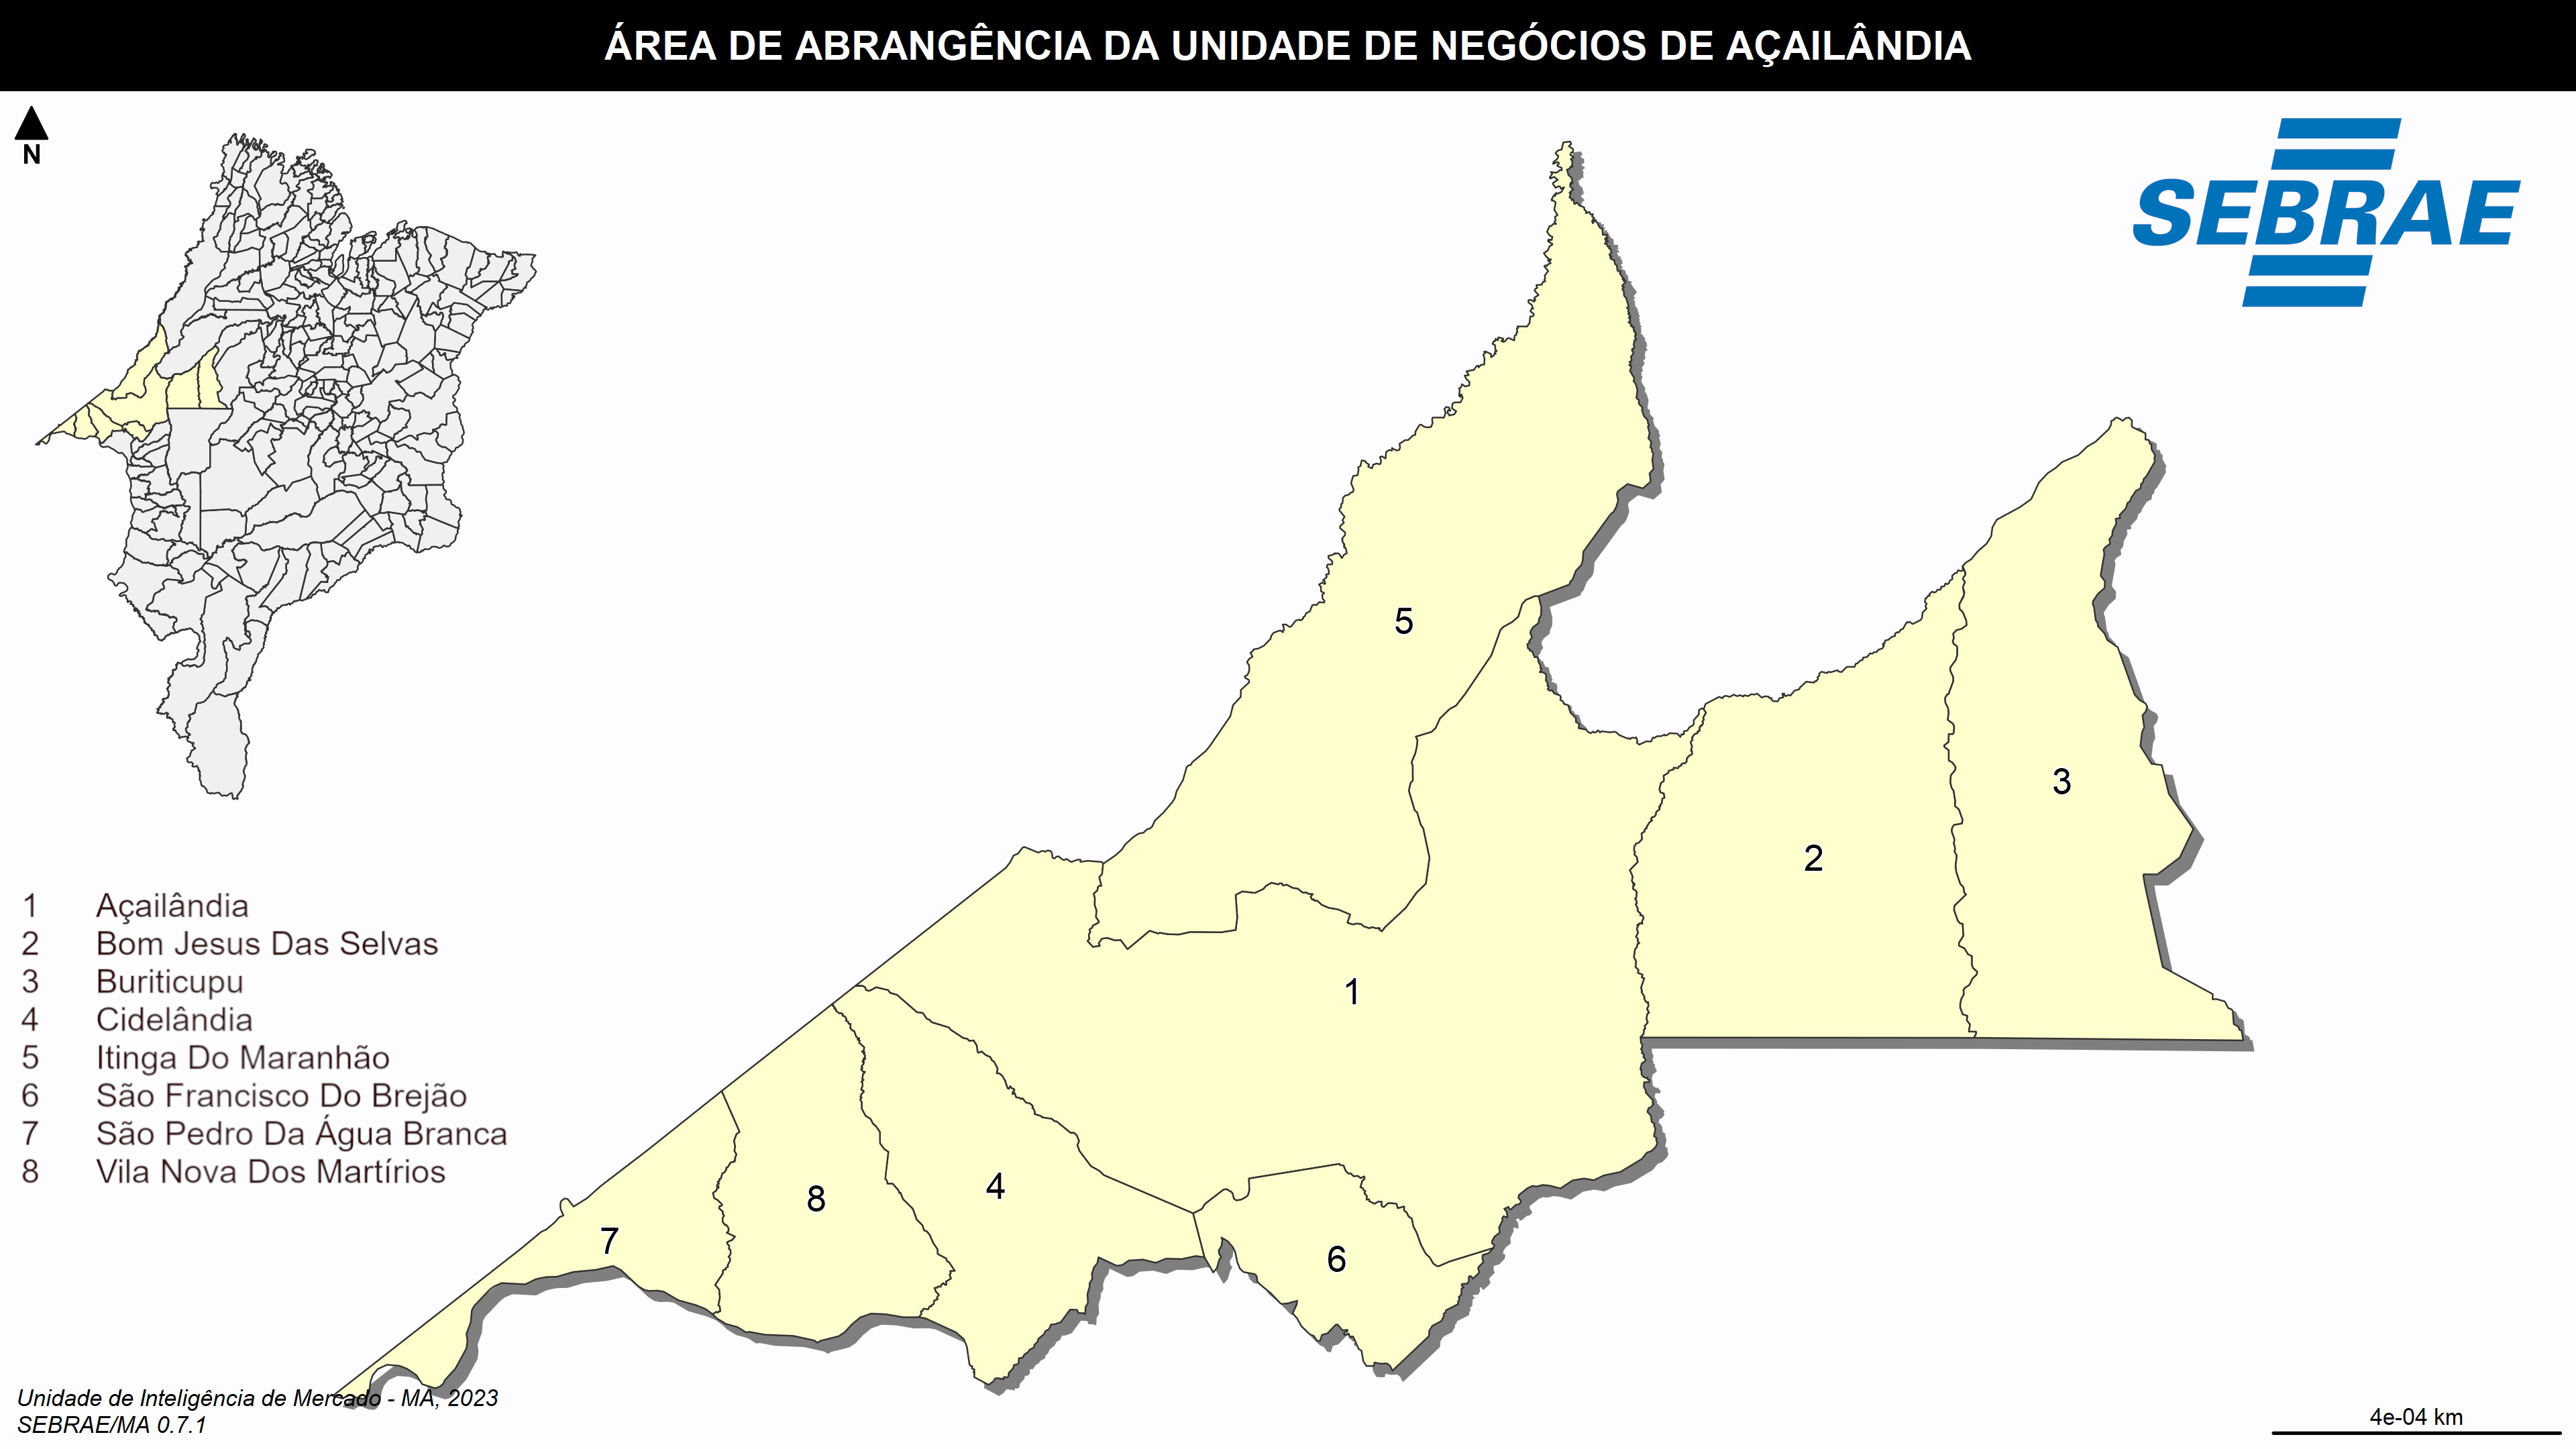 ÁREA DE ABRANGÊNCIA DA UNIDADE DE NEGÓCIOS DE AÇAILÂNDIA
N
SEBRAE
5
3
2
1
4
8
7
6
1 Açailândia
2 Bom Jesus Das Selvas
3 Buriticupu
4 Cidelândia
5 Itinga Do Maranhão
6 São Francisco Do Brejão
7 São Pedro Da Água Branca
8 Vila Nova Dos Martírios
Unidade de Inteligência de Mercado - MA, 2023
SEBRAE/MA 0.7.1
4e-04 km